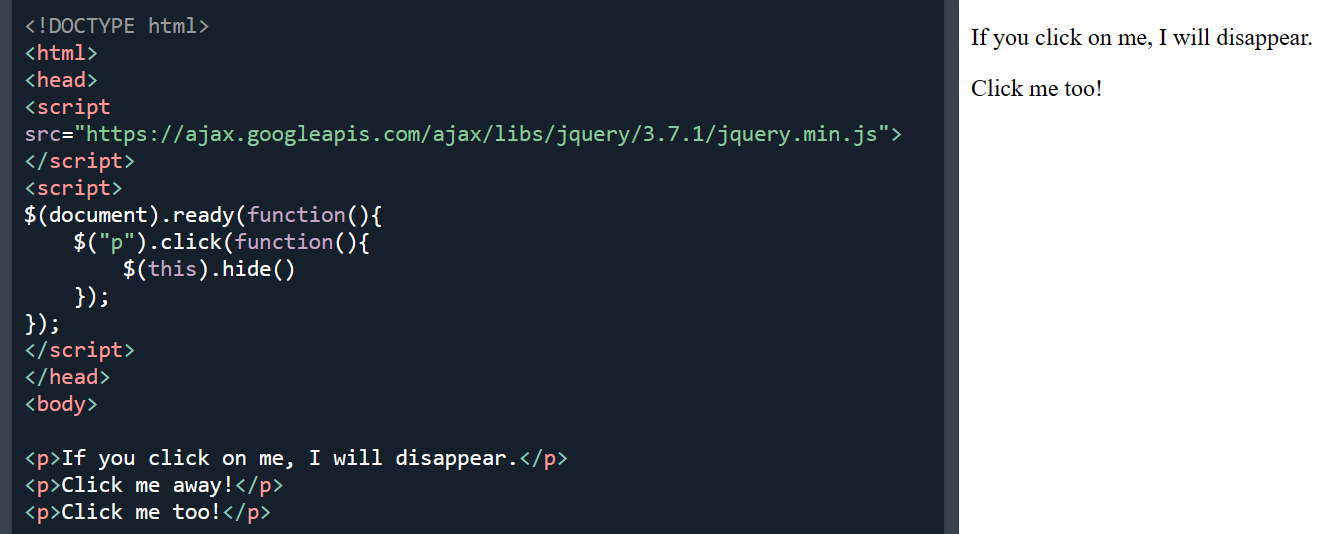 <!DOCTYPE html>
<html>
<head>
<script
src="https://ajax.googleapis.com/ajax/libs/jquery/3.7.1/jquery.min.js">
</script>
<script>
$(document).ready(function(){
    $("p").click(function(){
        $(this).hide()
    });
});
</script>
</head>
<body>

<p>If you click on me, I will disappear.</p>
<p>Click me away!</p>
<p>Click me too!</p>
If you click on me, I will disappear.
Click me too!